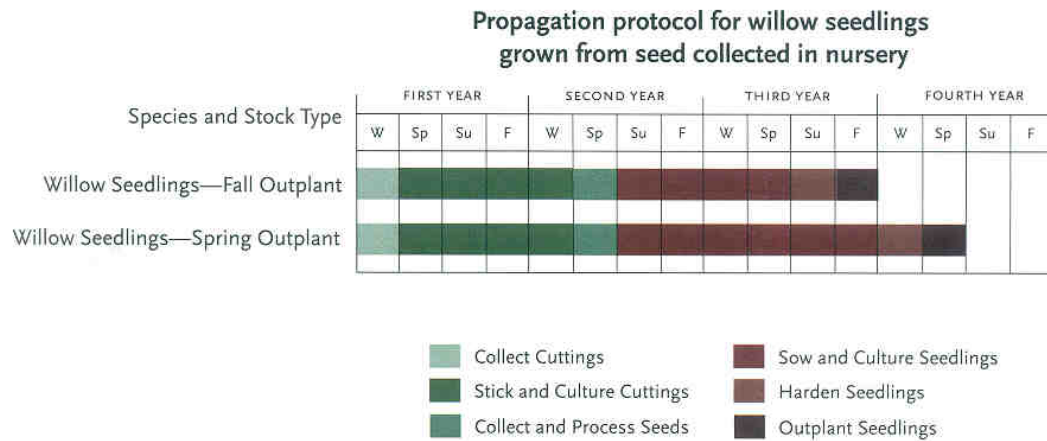 Propagation protocol for willow seedlings
grown from seed collected in nursery
FIRST YEAR SECOND YEAR THIRD YEAR FOURTH YEAR
Species and Stock Type
W Sp Su F W Sp Su F W Sp Su F W Sp Su F
Willow Seedlings—Fall Outplant
Willow Seedlings—Spring Outplant
Collect Cuttings
Stick and Culture Cuttings
Collect and Process Seeds
Sow and Culture Seedlings
Harden Seedlings
Outplant Seedlings